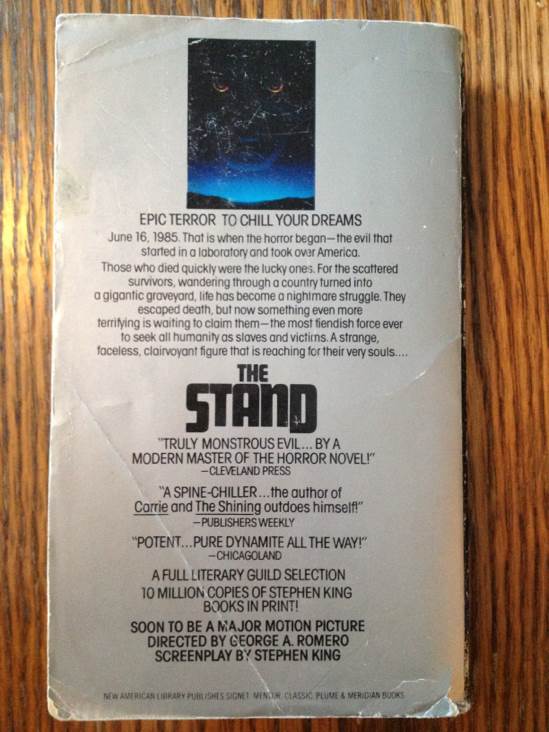 EPIC TERROR TO CHILL YOUR DREAMS
June 16, 1985. That is when the horror began—the evil that
started in a laboratory and took over America.
Those who died quickly were the lucky ones. For the scattered
survivors, wandering through a country turned into
a gigantic graveyard, life has become a nightmare struggle. They
escaped death, but now something even more
terrifying is waiting to claim them—the most fiendish force ever
to seek all humanity as slaves and victims. A strange,
faceless, clairvoyant figure that is reaching for their very souls....
THE
STAND
"TRULY MONSTROUS EVIL... BY A
MODERN MASTER OF THE HORROR NOVEL!"
—CLEVELAND PRESS
"A SPINE-CHILLER...the author of
Carrie and The Shining outdoes himself!"
—PUBLISHERS WEEKLY
"POTENT...PURE DYNAMITE ALL THE WAY!"
—CHICAGOLAND
A FULL LITERARY GUILD SELECTION
10 MILLION COPIES OF STEPHEN KING
BOOKS IN PRINT!
SOON TO BE A MAJOR MOTION PICTURE
DIRECTED BY GEORGE A. ROMERO
SCREENPLAY BY STEPHEN KING
NEW AMERICAN LIBRARY PUBLISHES SIGNET, MENTOR, CLASSIC, PLUME & MERIDIAN BOOKS